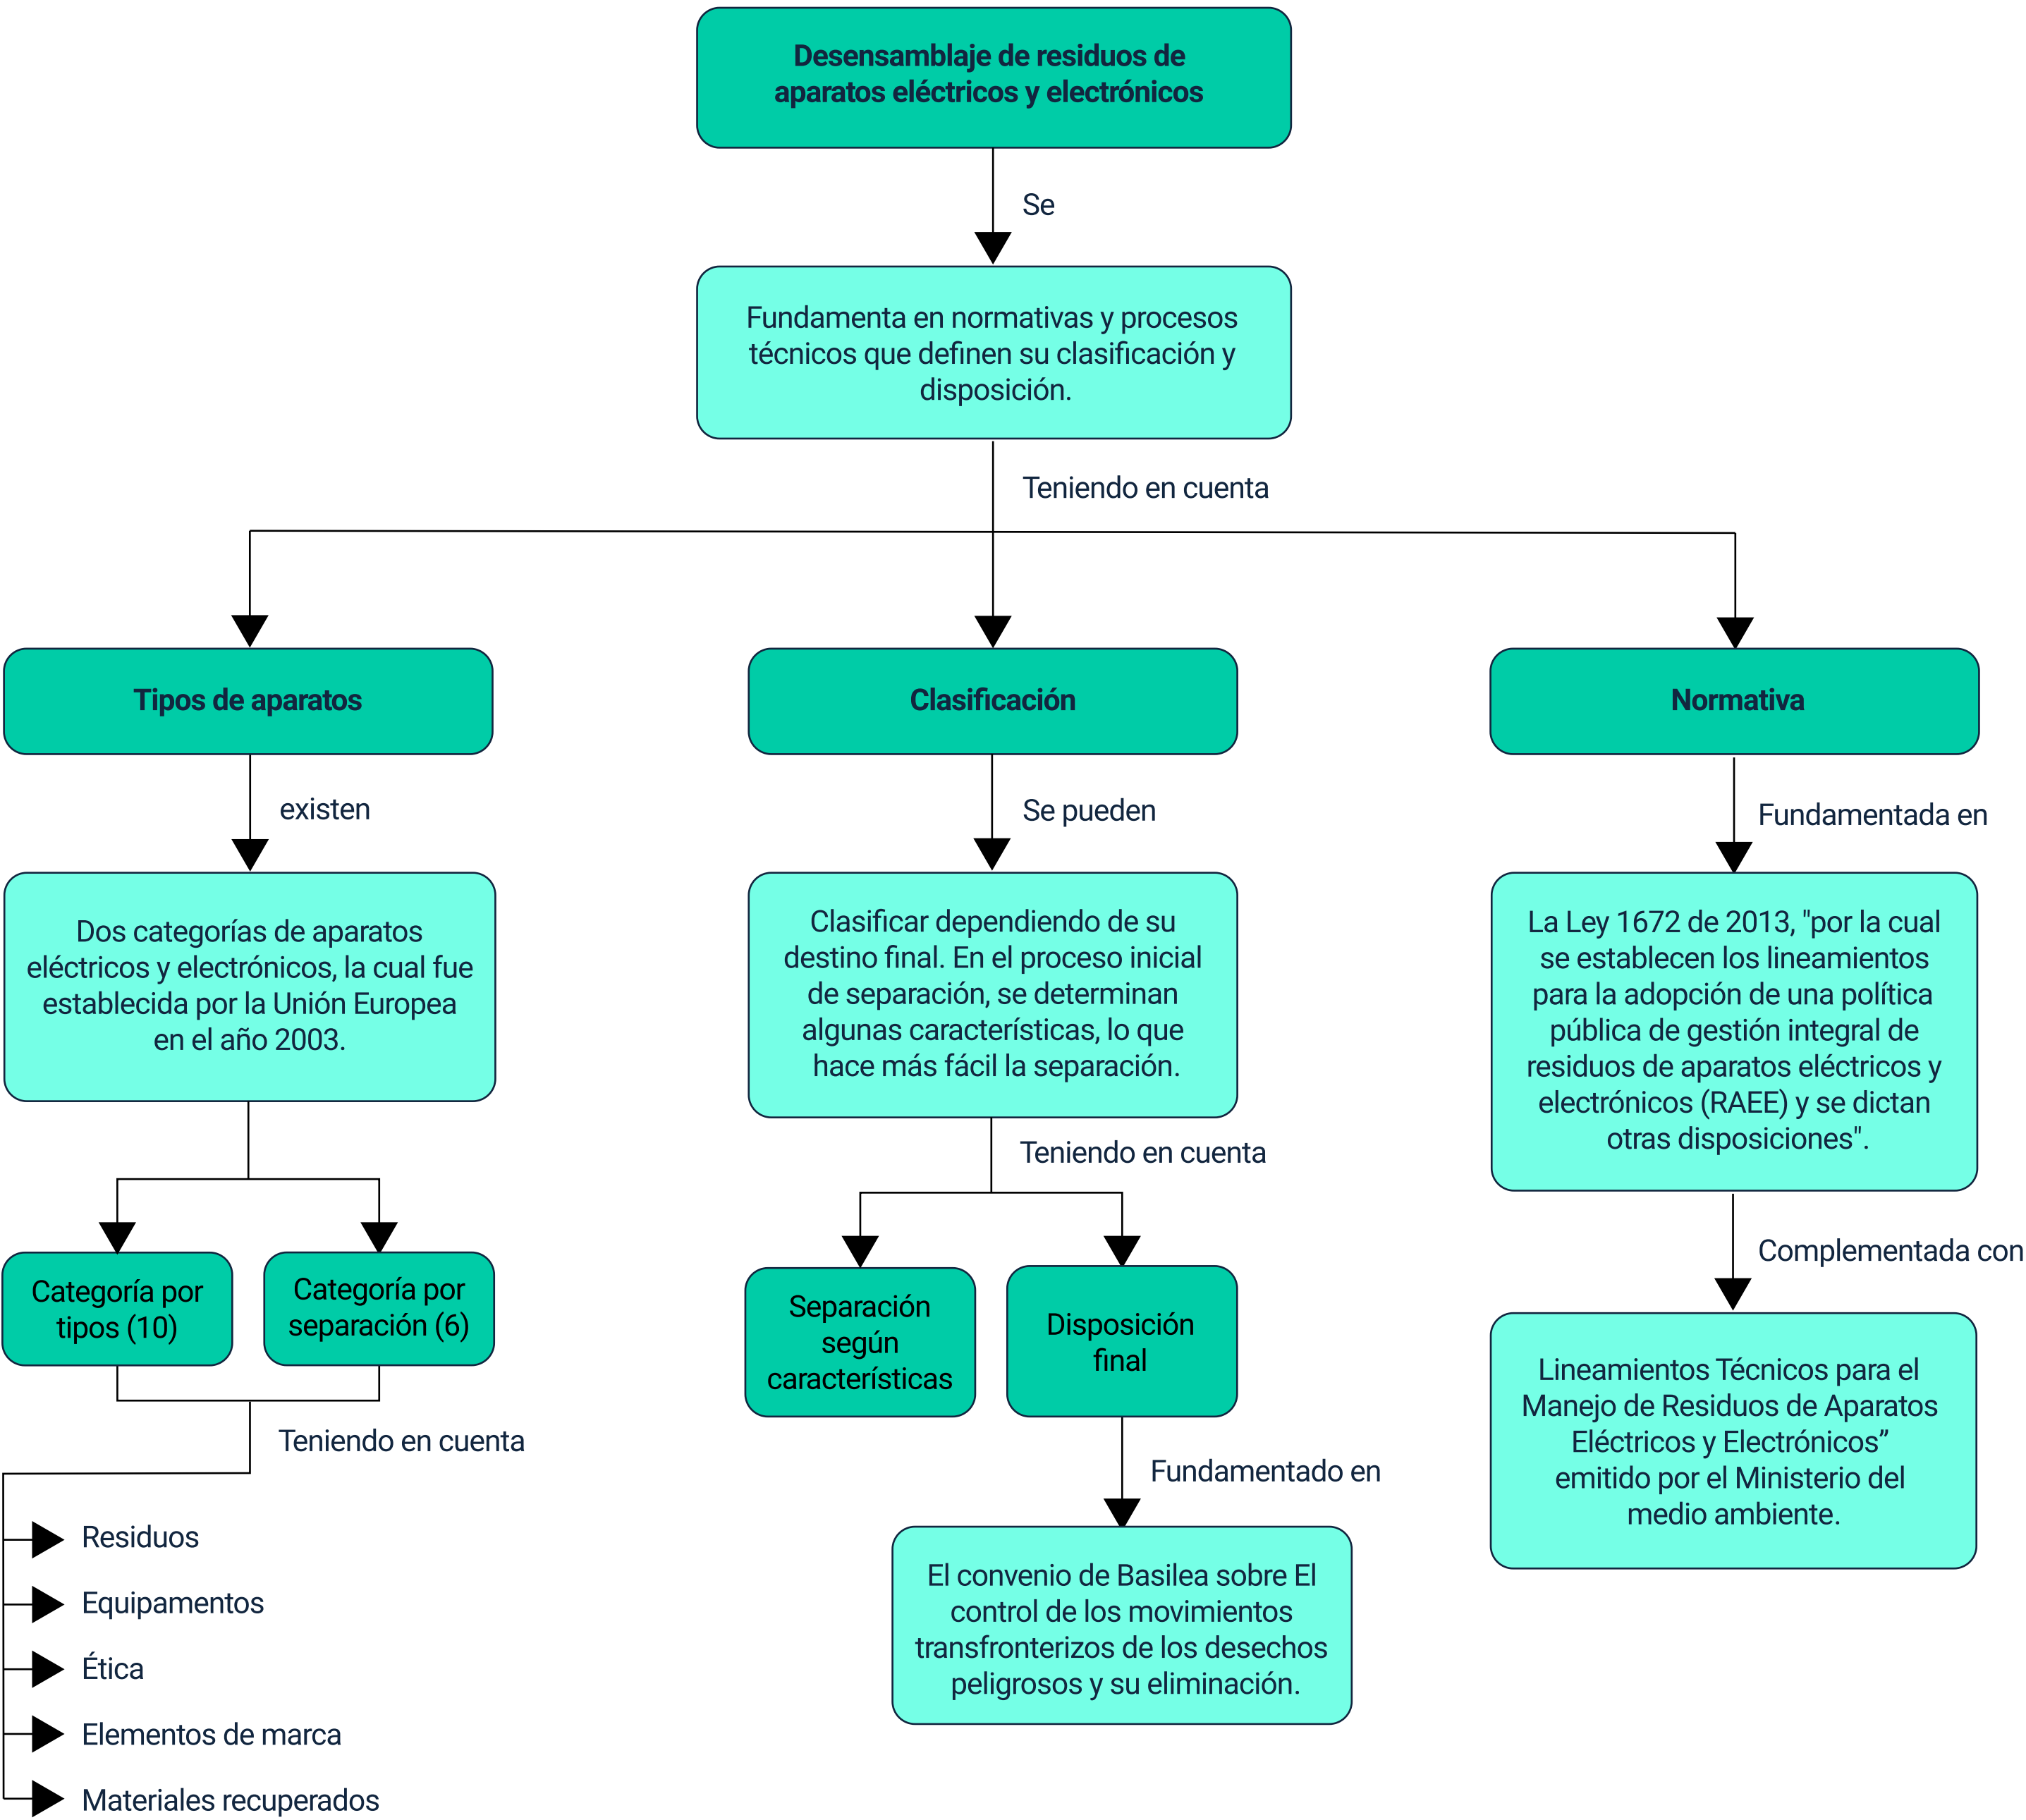 Desensamblaje de residuos de
aparatos eléctricos y electrónicos
Se
Fundamenta en normativas y procesos
técnicos que definen su clasificación y
disposición.
Teniendo en cuenta
Tipos de aparatos
existen
Dos categorías de aparatos
eléctricos y electrónicos, la cual fue
establecida por la Unión Europea
en el año 2003.
Categoría por
tipos (10)
Categoría por
separación (6)
Teniendo en cuenta
Residuos
Equipamentos
Ética
Elementos de marca
Materiales recuperados
Clasificación
Se pueden
Clasificar dependiendo de su
destino final. En el proceso inicial
de separación, se determinan
algunas características, lo que
hace más fácil la separación.
Teniendo en cuenta
Separación
según
características
Disposición
final
Fundamentado en
El convenio de Basilea sobre El
control de los movimientos
transfronterizos de los desechos
peligrosos y su eliminación.
Normativa
Fundamentada en
La Ley 1672 de 2013, "por la cual
se establecen los lineamientos
para la adopción de una política
pública de gestión integral de
residuos de aparatos eléctricos y
electrónicos (RAEE) y se dictan
otras disposiciones".
Complementada con
Lineamientos Técnicos para el
Manejo de Residuos de Aparatos
Eléctricos y Electrónicos”
emitido por el Ministerio del
medio ambiente.